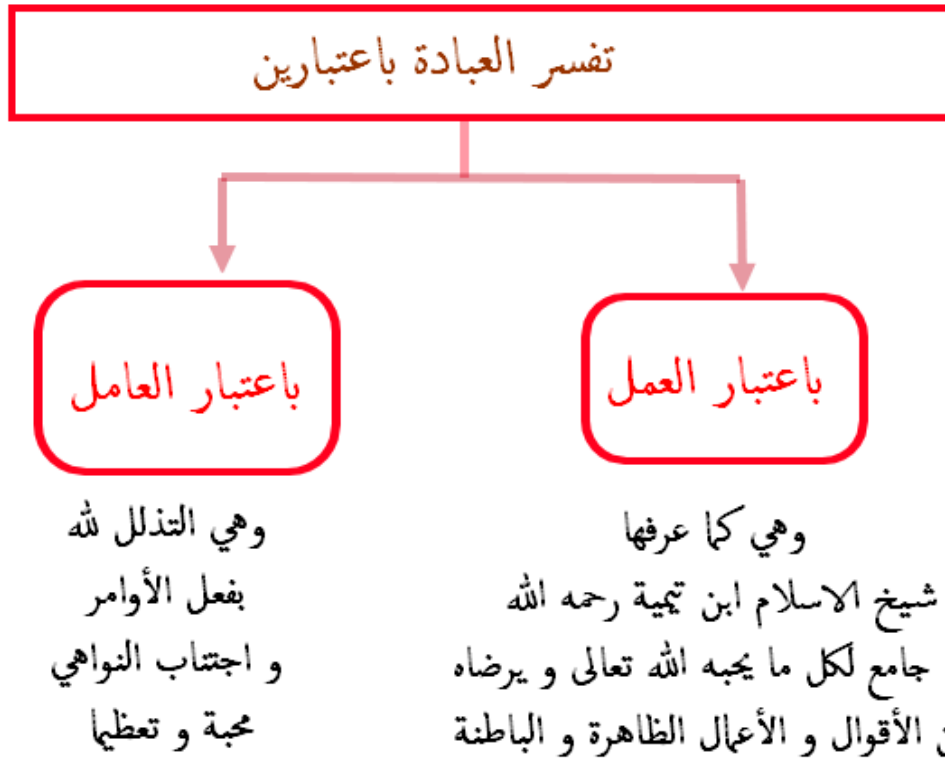 تفسر العبادة باعتبارين
باعتبار العمل
وهي كما عرفها
شيخ الاسلام ابن تيمية رحمه الله
جامع لكل ما يحبه الله تعالى و يرضاه
الأقوال و الأعمال الظاهرة و الباطنة
باعتبار العامل
وهي التذلل لله
بفعل الأوامر
و اجتناب النواهي
محبة و تعظيما